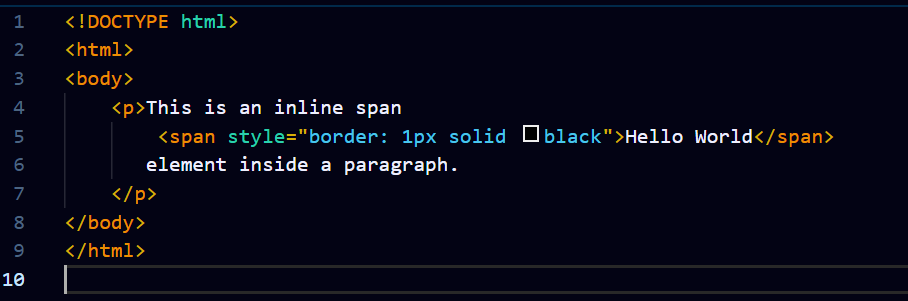 1 <!DOCTYPE html>
2 <html>
3 <body>
4 <p>This is an inline span
5 <span style="border: 1px solid black">Hello World</span>
6 element inside a paragraph.
7 </p>
8 </body>
9 </html>
10